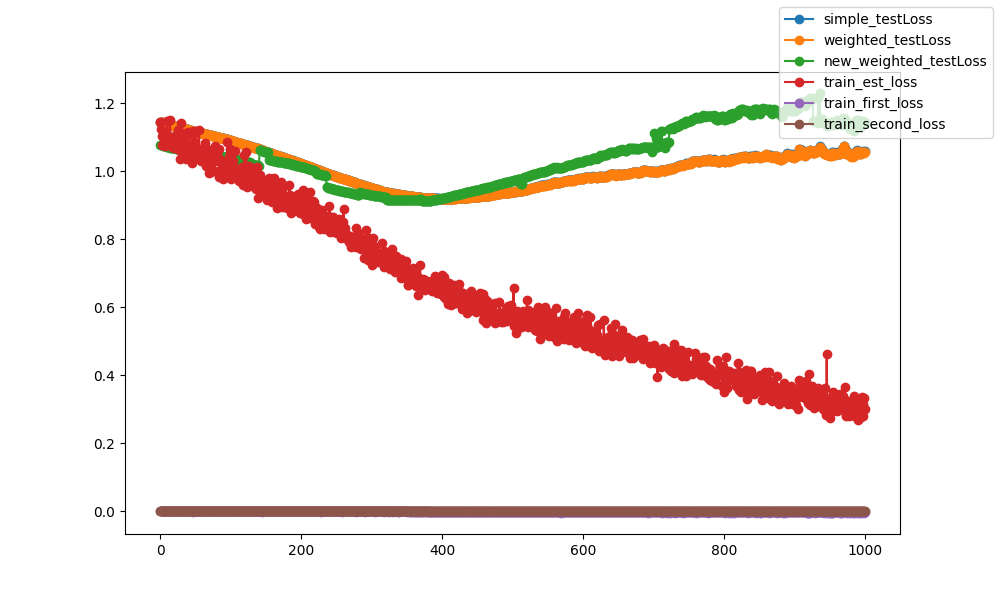 simple_testLoss
weighted_testLoss
new_weighted_testLoss
train_est_loss
train_first_loss
train_second_loss
1.2
1.0
0.8
0.6
0.4
0.2
0.0
0 200 400 600 800 1000